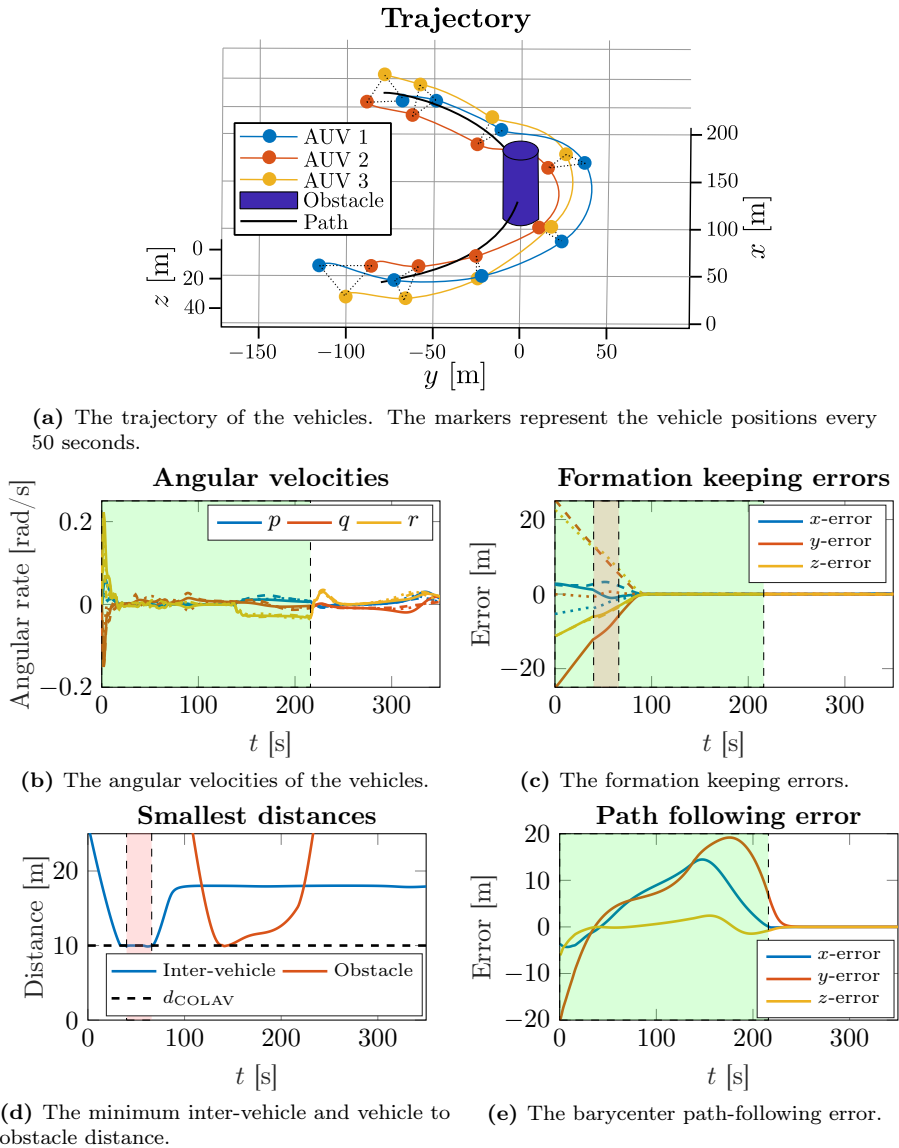 Trajectory
AUV 1
AUV 2
AUV 3
Obstacle
Path
200
150
100
50
0
x [m]
0
20
40
z [m]
−150
−100
−50
0
50
y [m]
(a) The trajectory of the vehicles. The markers represent the vehicle positions every
50 seconds.
Angular velocities
p q r
0.2
0
−0.2
Angular rate [rad/s]
0
100
200
300
t [s]
(b) The angular velocities of the vehicles.
Formation keeping errors
x-error
y-error
z-error
20
0
−20
Error [m]
0
100
200
300
t [s]
(c) The formation keeping errors.
Smallest distances
20
10
0
Distance [m]
Inter-vehicle Obstacle
dCOLAV
0
100
200
300
t [s]
(d) The minimum inter-vehicle and vehicle to
obstacle distance.
Path following error
20
10
0
−10
−20
Error [m]
x-error
y-error
z-error
0
100
200
300
t [s]
(e) The barycenter path-following error.